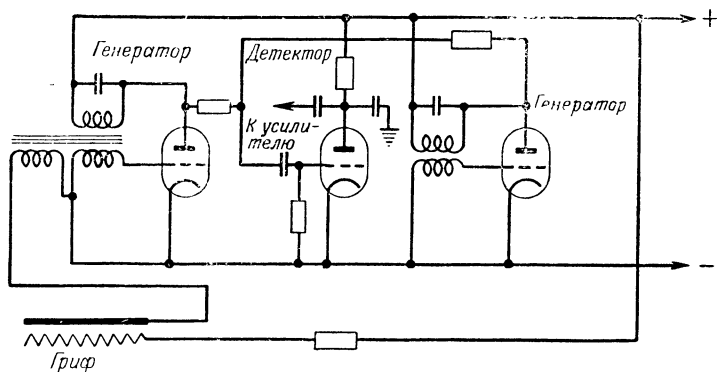 Генератор
Детектор
+
Генератор
К усили-
телю
-
Гриф